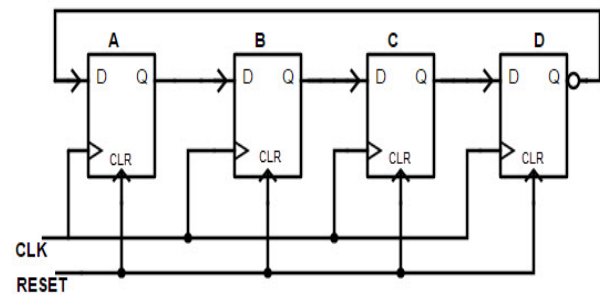 A B C D
D Q D Q D Q D Q
CLR CLR CLR CLR
CLK
RESET